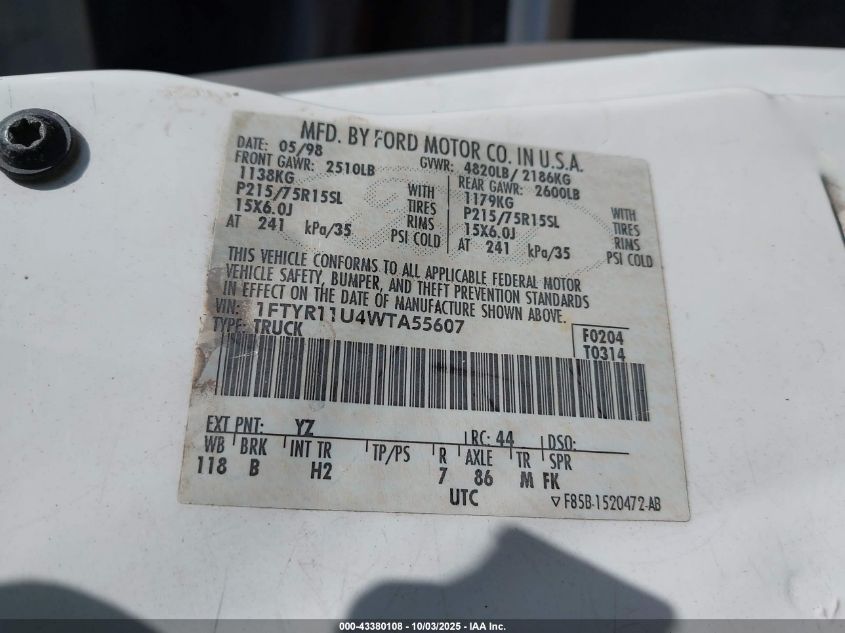 MFD. BY FORD MOTOR CO. IN U.S.A.
DATE: 05/98 GVWR: 4820LB/ 2186KG
FRONT GAWR: 2510LB REAR GAWR: 2600LB
1138KG WITH 1179KG WITH
P215/75R15SL TIRES P215/75R15SL TIRES
15X6.0J RIMS 15X6.0J RIMS
AT 241 kPa/35 PSI COLD AT 241 kPa/35 PSI COLD
THIS VEHICLE CONFORMS TO ALL APPLICABLE FEDERAL MOTOR
VEHICLE SAFETY, BUMPER, AND THEFT PREVENTION STANDARDS
IN EFFECT ON THE DATE OF MANUFACTURE SHOWN ABOVE.
VIN: 1FTYR11U4WTA55607
TYPE: TRUCK F0204
T0314
EXT PNT: YZ RC: 44 DSO:
WB BRK INT TR TP/PS R AXLE TR SPR
118 B H2 7 86 M FK
UTC ▽ F85B-1520472-AB
000-43380108 - 10/03/2025 - IAA Inc.